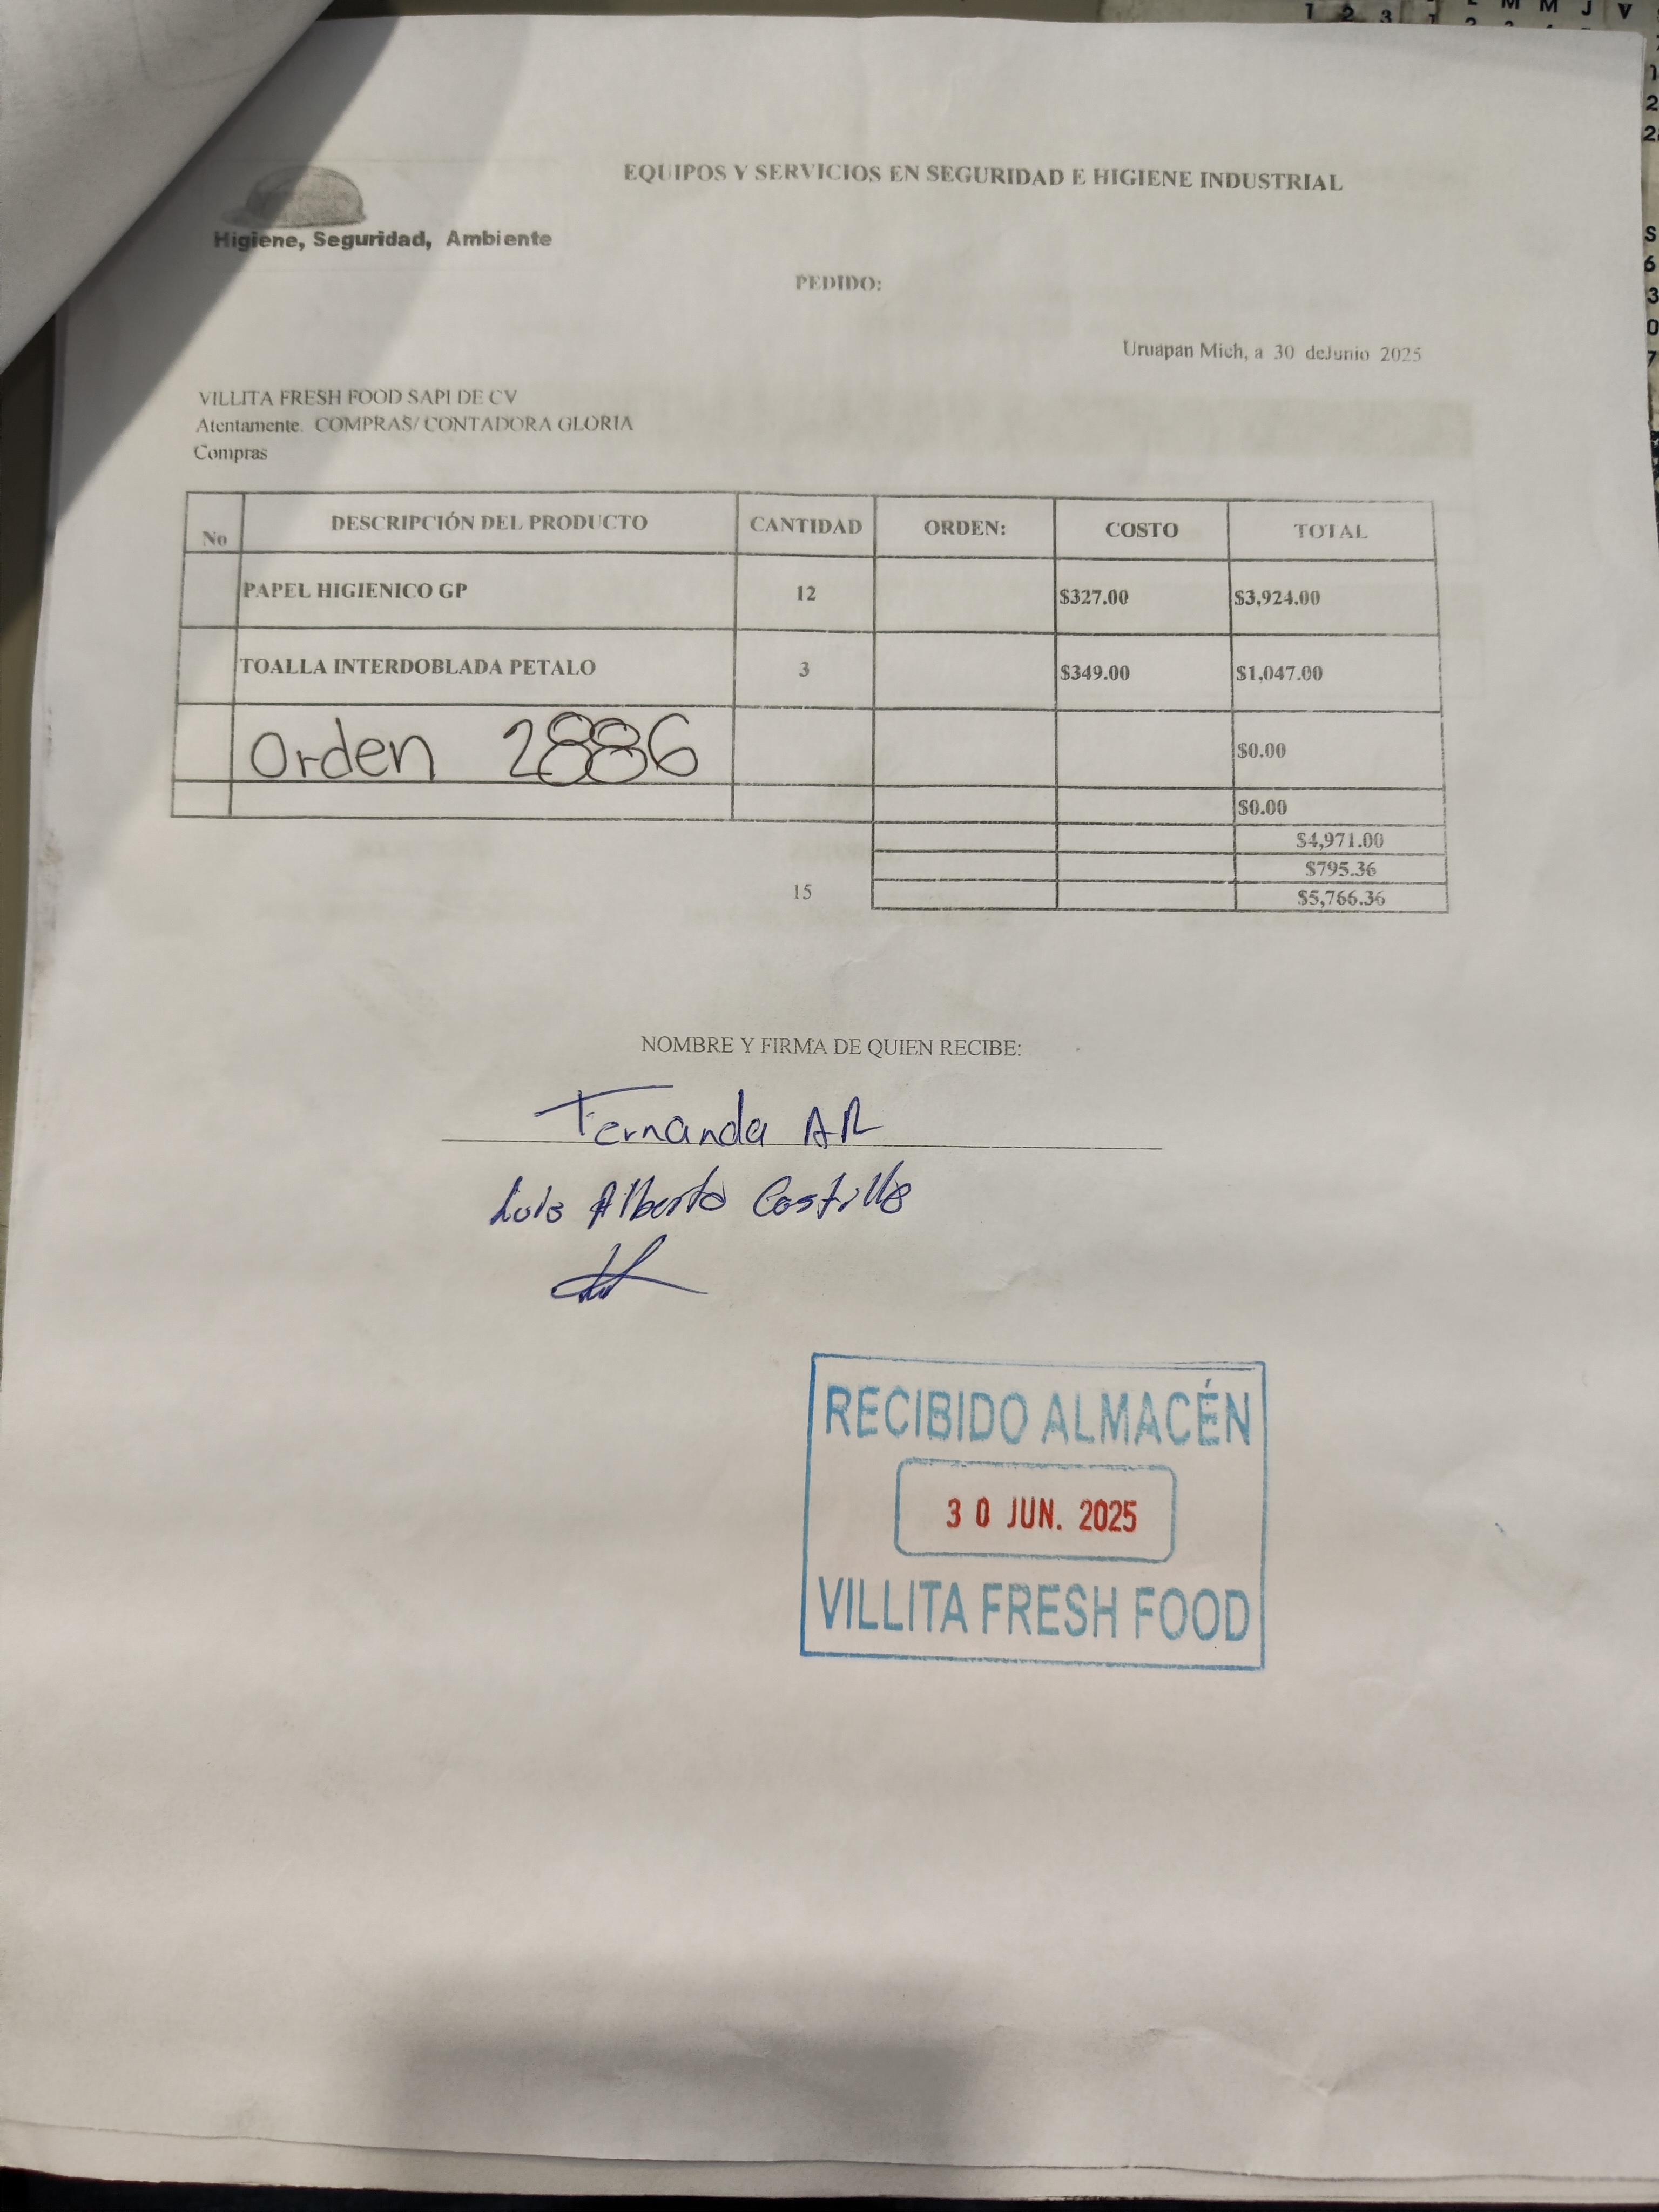 EQUIPOS Y SERVICIOS EN SEGURIDAD E HIGIENE INDUSTRIAL
Higiene, Seguridad, Ambiente
PEDIDO:
Uruapan Mich, a 30 deJunio 2025
VILLITA FRESH FOOD SAPI DE CV
Atentamente. COMPRAS/ CONTADORA GLORIA
Compras
No DESCRIPCIÓN DEL PRODUCTO CANTIDAD ORDEN: COSTO TOTAL
PAPEL HIGIENICO GP 12 $327.00 $3,924.00
TOALLA INTERDOBLADA PETALO 3 $349.00 $1,047.00
Orden 2886 $0.00
$0.00
$4,971.00
$795.36
15 $5,766.36
NOMBRE Y FIRMA DE QUIEN RECIBE:
Fernanda AR
Luis Alberto Castillo
RECIBIDO ALMACÉN
30 JUN. 2025
VILLITA FRESH FOOD